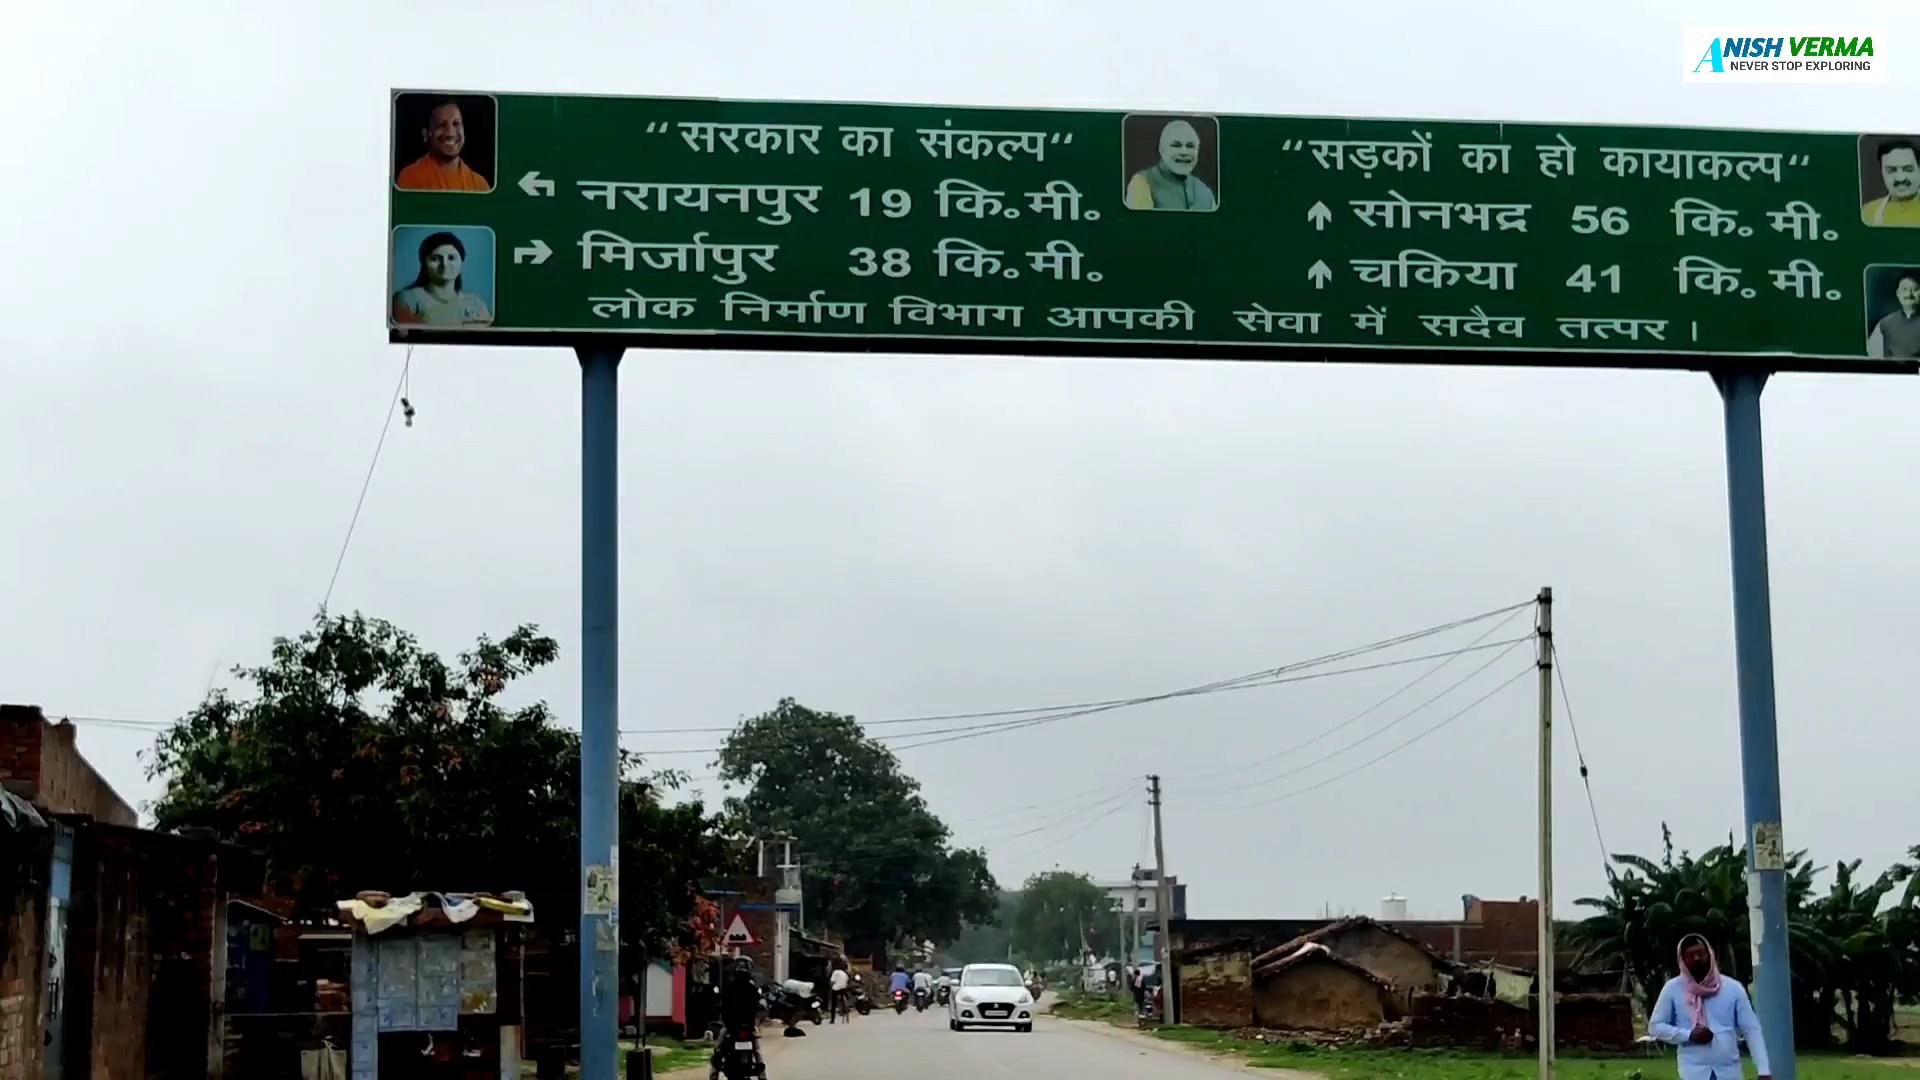 ANISH VERMA
NEVER STOP EXPLORING
“सरकार का संकल्प“
← नरायनपुर 19 कि॰मी॰
→ मिर्जापुर 38 कि॰मी॰
“सड़कों का हो कायाकल्प“
↑ सोनभद्र 56 कि॰ मी॰
↑ चकिया 41 कि॰ मी॰
लोक निर्माण विभाग आपकी सेवा में सदैव तत्पर ।